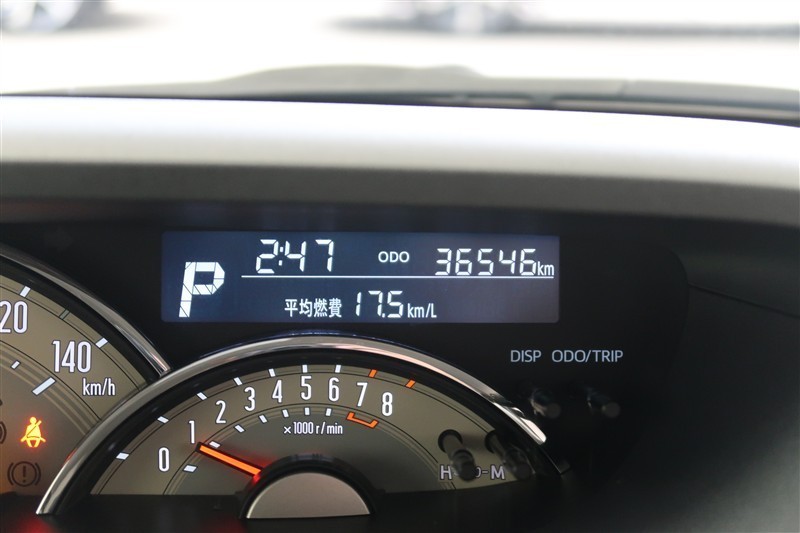 P 2:47 ODO 36546km
平均燃費 17.5km/L
DISP ODO/TRIP
20 140
km/h
0 1 2 3 4 5 6 7 8
×1000 r/min